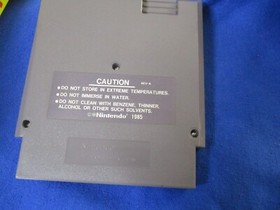 CAUTION
●DO NOT STORE IN EXTREME TEMPERATURES.
●DO NOT IMMERSE IN WATER.
●DO NOT CLEAN WITH BENZENE, THINNER,
ALCOHOL OR OTHER SUCH SOLVENTS.
©®Nintendo 1985